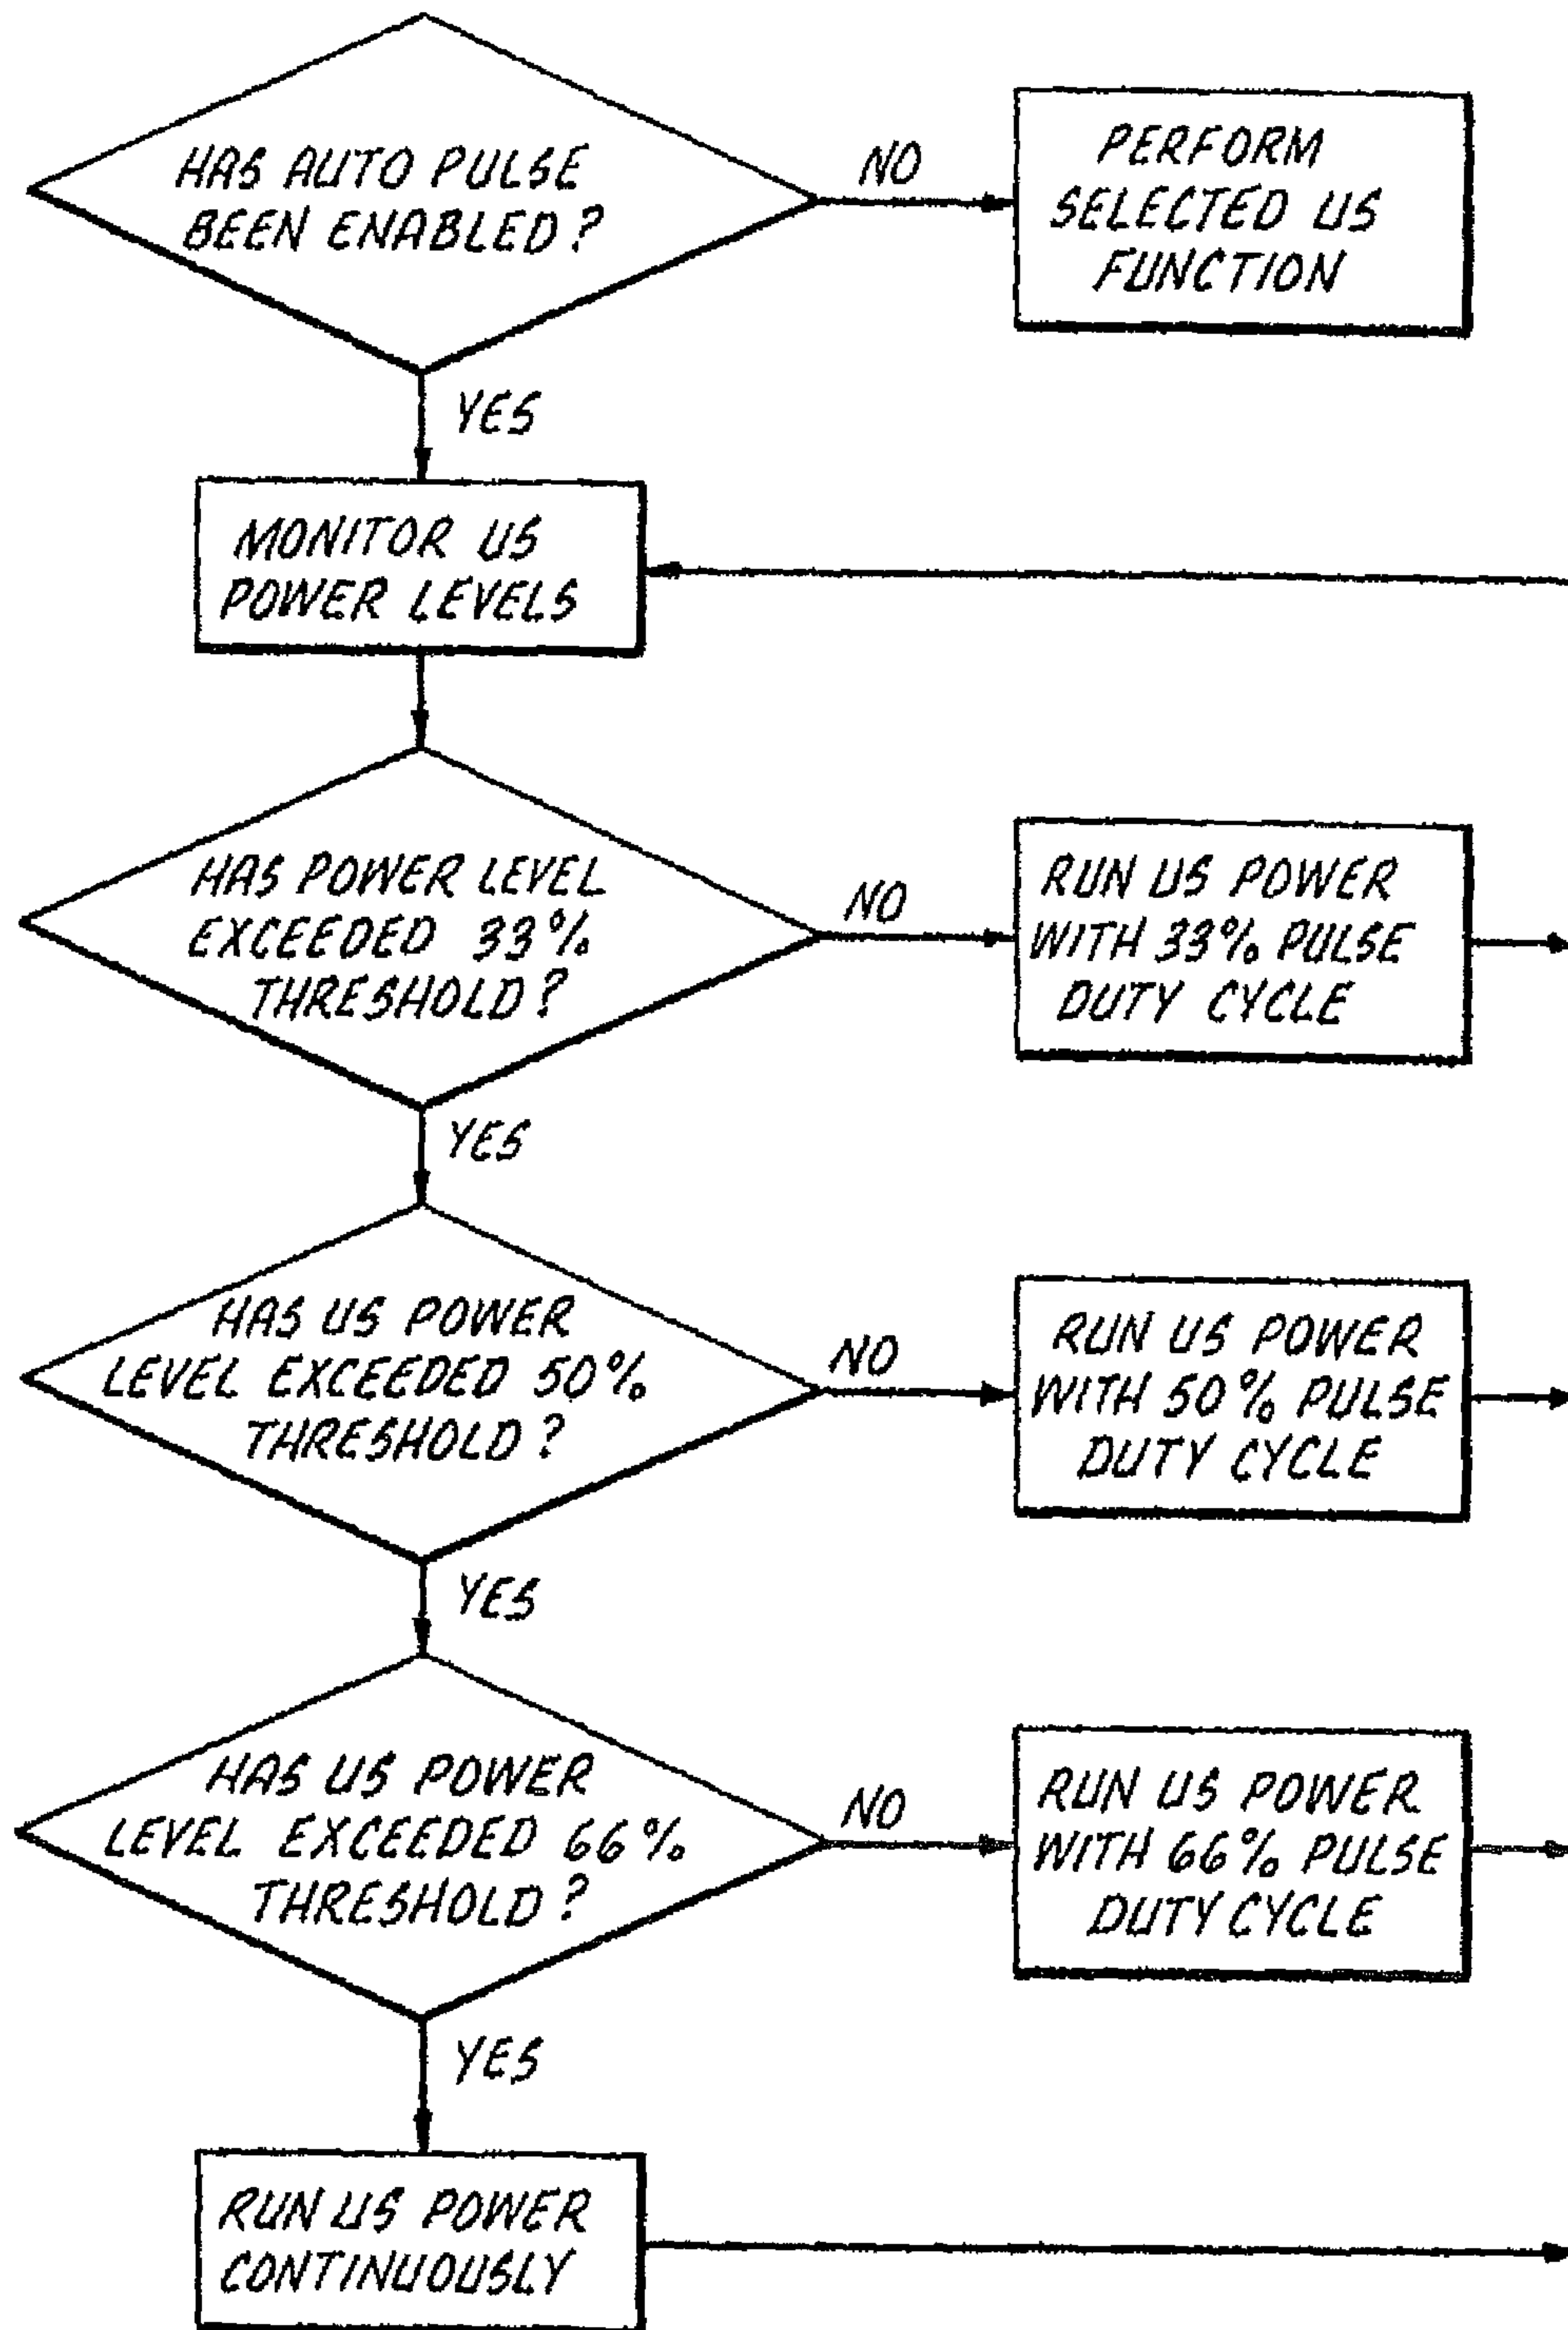 HAS AUTO PULSE
BEEN ENABLED?
NO
PERFORM
SELECTED US
FUNCTION
YES
MONITOR US
POWER LEVELS
HAS POWER LEVEL
EXCEEDED 33%
THRESHOLD?
NO
RUN US POWER
WITH 33% PULSE
DUTY CYCLE
YES
HAS US POWER
LEVEL EXCEEDED 50%
THRESHOLD?
NO
RUN US POWER
WITH 50% PULSE
DUTY CYCLE
YES
HAS US POWER
LEVEL EXCEEDED 66%
THRESHOLD?
NO
RUN US POWER
WITH 66% PULSE
DUTY CYCLE
YES
RUN US POWER
CONTINUOUSLY